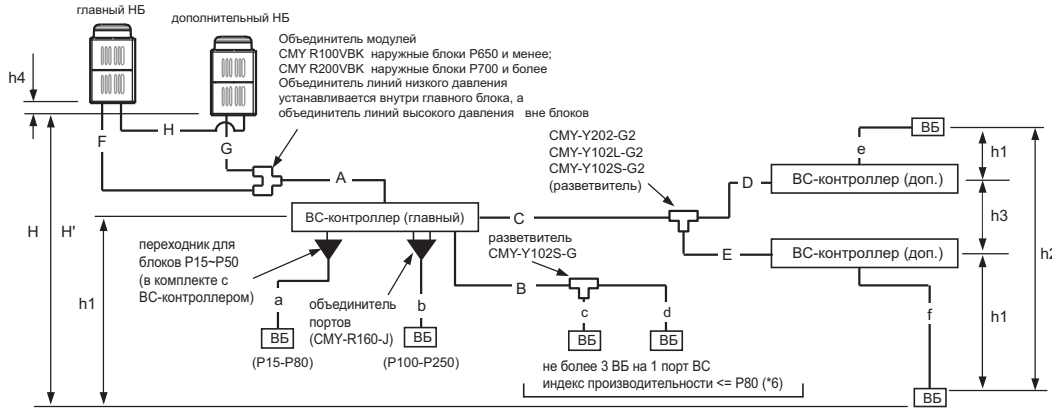 главный НБ
дополнительный НБ
Объединитель модулей
CMY R100VBK наружные блоки P650 и менее;
CMY R200VBK наружные блоки P700 и более
Объединитель линий низкого давления
устанавливается внутри главного блока, а
объединитель линий высокого давления вне блоков
h4
H
F
G
A
CMY-Y202-G2
CMY-Y102L-G2
CMY-Y102S-G2
(разветвитель)
ВБ
e
h1
D
ВС-контроллер (доп.)
ВС-контроллер (главный)
C
h3
H
H'
h2
E
ВС-контроллер (доп.)
переходник для
блоков P15~P50
(в комплекте с
ВС-контроллером)
разветвитель
CMY-Y102S-G
B
h1
a
объединитель
портов
(CMY-R160-J)
b
c
d
f
h1
ВБ
(P15-P80)
ВБ
(P100-P250)
ВБ
ВБ
не более 3 ВБ на 1 порт ВС
индекс производительности <= P80 (*6)
ВБ